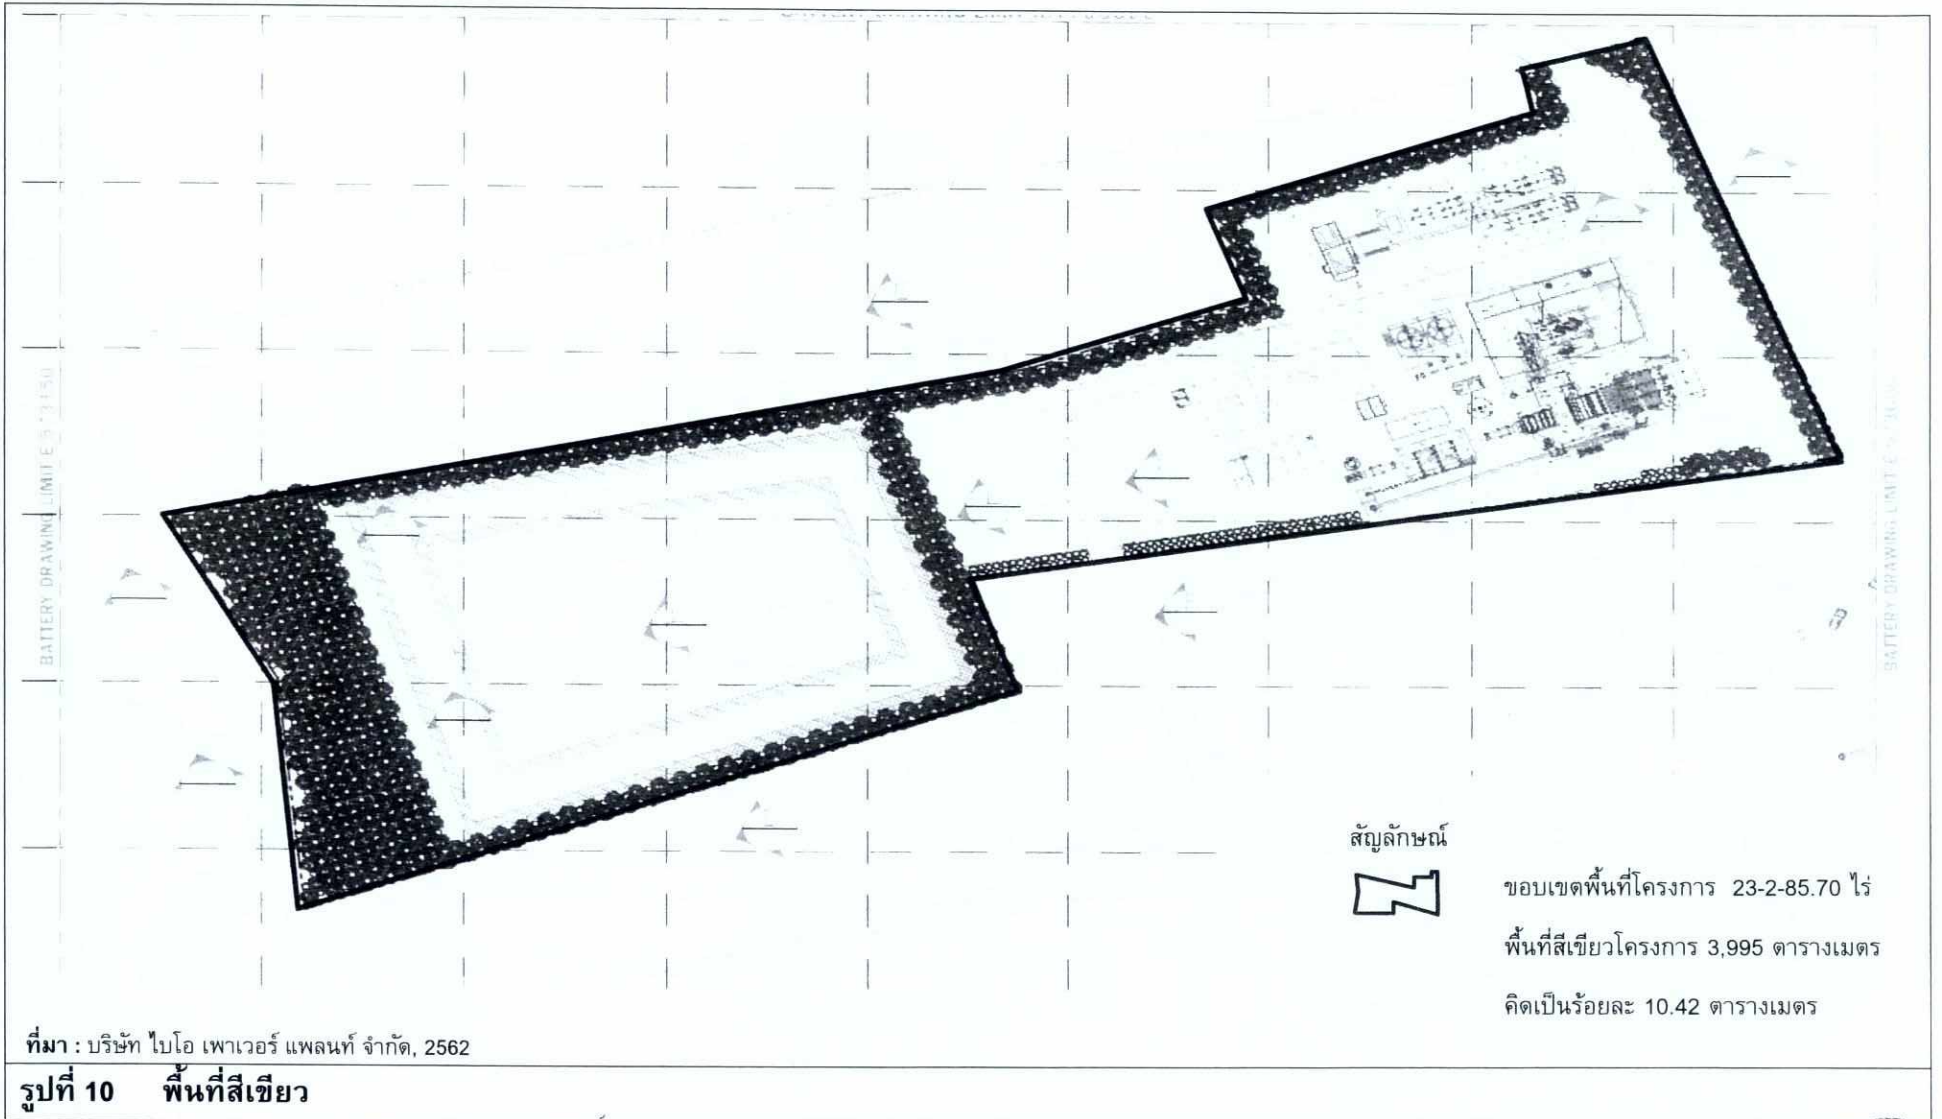 BATTERY DRAWING LIMIT E
BATTERY DRAWING LIMIT E
สัญลักษณ์
ขอบเขตพื้นที่โครงการ 23-2-85.70 ไร่
พื้นที่สีเขียวโครงการ 3,995 ตารางเมตร
คิดเป็นร้อยละ 10.42 ตารางเมตร
ที่มา : บริษัท ไบโอ เพาเวอร์ แพลนท์ จำกัด, 2562
รูปที่ 10 พื้นที่สีเขียว